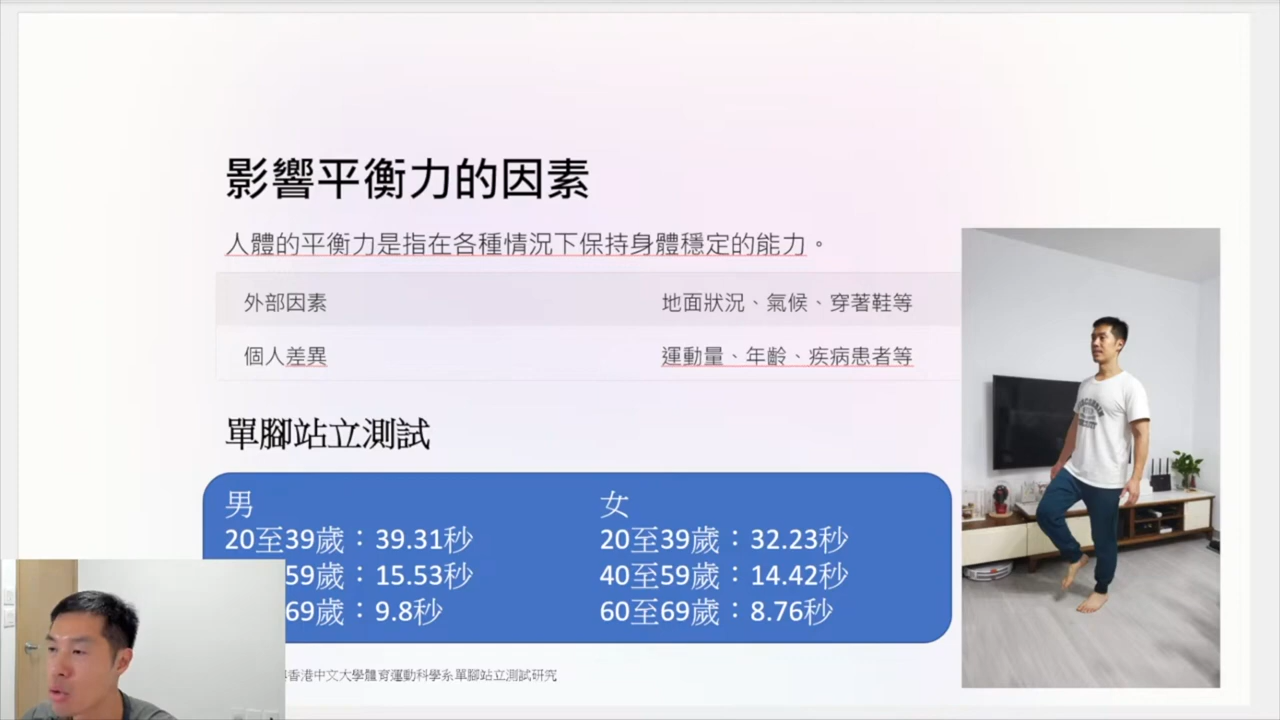 影響平衡力的因素
人體的平衡力是指在各種情況下保持身體穩定的能力。
外部因素 地面狀況、氣候、穿著鞋等
個人差異 運動量、年齡、疾病患者等
單腳站立測試
男 女
20至39歲：39.31秒 20至39歲：32.23秒
59歲：15.53秒 40至59歲：14.42秒
69歲：9.8秒 60至69歲：8.76秒
香港中文大學體育運動科學系單腳站立測試研究